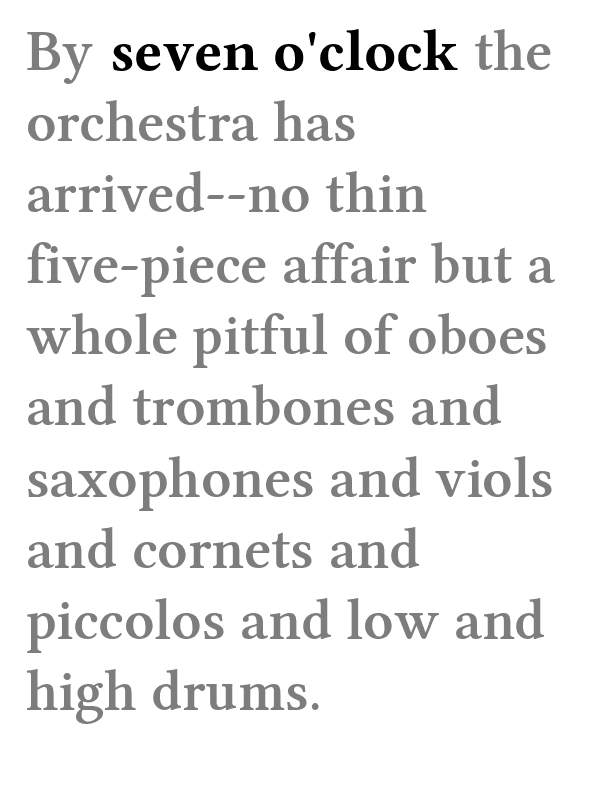 By seven o'clock the
orchestra has
arrived--no thin
five-piece affair but a
whole pitful of oboes
and trombones and
saxophones and viols
and cornets and
piccolos and low and
high drums.